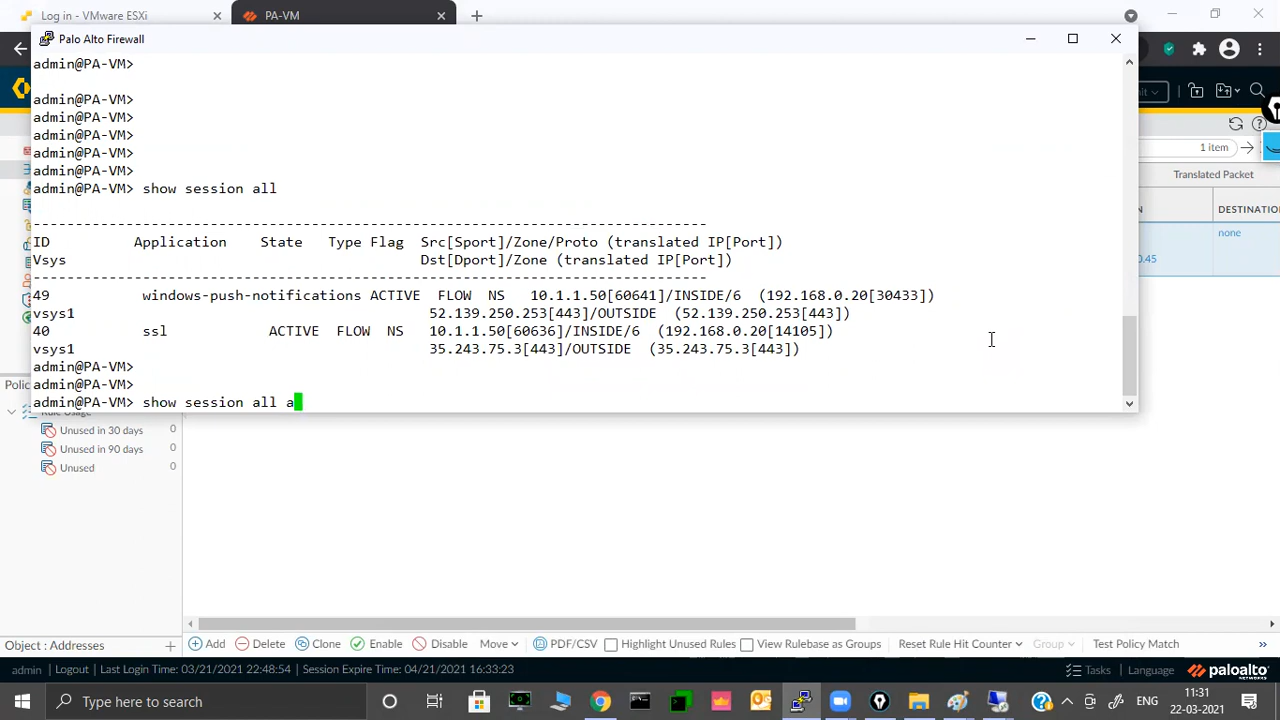 Log in - VMware ESXi
PA-VM
Palo Alto Firewall
admin@PA-VM>
admin@PA-VM>
admin@PA-VM>
admin@PA-VM>
admin@PA-VM>
admin@PA-VM>
admin@PA-VM> show session all
--------------------------------------------------------------------------------
ID Application State Type Flag Src[Sport]/Zone/Proto (translated IP[Port])
Vsys Dst[Dport]/Zone (translated IP[Port])
--------------------------------------------------------------------------------
49 windows-push-notifications ACTIVE FLOW NS 10.1.1.50[60641]/INSIDE/6 (192.168.0.20[30433])
vsys1 52.139.250.253[443]/OUTSIDE (52.139.250.253[443])
40 ssl ACTIVE FLOW NS 10.1.1.50[60636]/INSIDE/6 (192.168.0.20[14105])
vsys1 35.243.75.3[443]/OUTSIDE (35.243.75.3[443])
admin@PA-VM>
admin@PA-VM>
admin@PA-VM> show session all a
1 item
Translated Packet
DESTINATION
none
0.45
Unused in 30 days 0
Unused in 90 days 0
Unused 0
Object : Addresses
Add Delete Clone Enable Disable Move PDF/CSV Highlight Unused Rules View Rulebase as Groups Reset Rule Hit Counter Group Test Policy Match
admin | Logout | Last Login Time: 03/21/2021 22:48:54 | Session Expire Time: 04/21/2021 16:33:23
Tasks | Language
paloalto
NETWORKS
Type here to search
ENG
11:31
22-03-2021